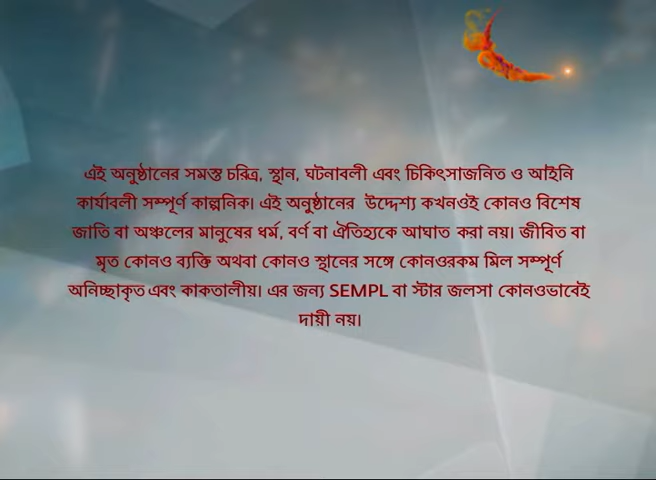 এই অনুষ্ঠানের সমস্ত চরিত্র, স্থান, ঘটনাবলী এবং চিকিৎসাজনিত ও আইনি
কার্যাবলী সম্পূর্ণ কাল্পনিক। এই অনুষ্ঠানের উদ্দেশ্য কখনওই কোনও বিশেষ
জাতি বা অঞ্চলের মানুষের ধর্ম, বর্ণ বা ঐতিহ্যকে আঘাত করা নয়। জীবিত বা
মৃত কোনও ব্যক্তি অথবা কোনও স্থানের সঙ্গে কোনওরকম মিল সম্পূর্ণ
অনিচ্ছাকৃত এবং কাকতালীয়। এর জন্য SEMPL বা স্টার জলসা কোনওভাবেই
দায়ী নয়।